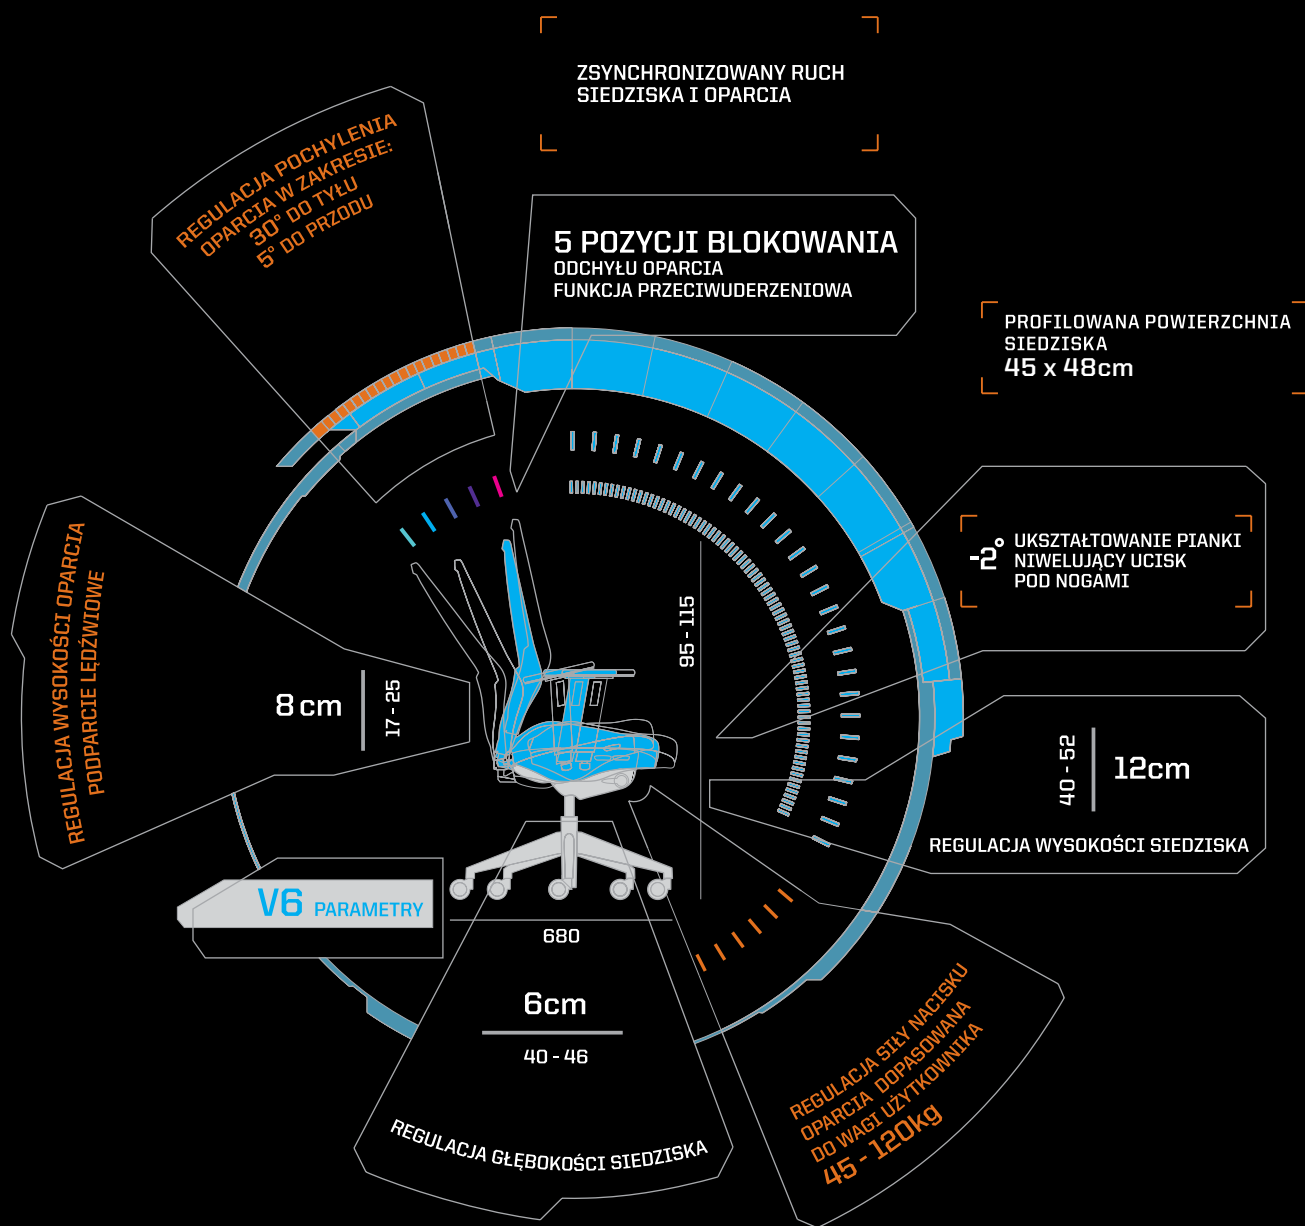 ZSYNCHRONIZOWANY RUCH
SIEDZISKA I OPARCIA
REGULACJA POCHYLENIA
OPARCIA W ZAKRESIE:
30° DO TYŁU
5° DO PRZODU
5 POZYCJI BLOKOWANIA
ODCHYŁU OPARCIA
FUNKCJA PRZECIWUDERZENIOWA
PROFILOWANA POWIERZCHNIA
SIEDZISKA
45 x 48cm
-2° UKSZTAŁTOWANIE PIANKI
NIWELUJĄCY UCISK
POD NOGAMI
REGULACJA WYSOKOŚCI OPARCIA
PODPARCIE LĘDŹWIOWE
8 cm
17 - 25
95 - 115
40 - 52
12cm
REGULACJA WYSOKOŚCI SIEDZISKA
V6 PARAMETRY
680
6cm
40 - 46
REGULACJA GŁĘBOKOŚCI SIEDZISKA
REGULACJA SIŁY NACISKU
OPARCIA DOPASOWANA
DO WAGI UŻYTKOWNIKA
45 - 120kg